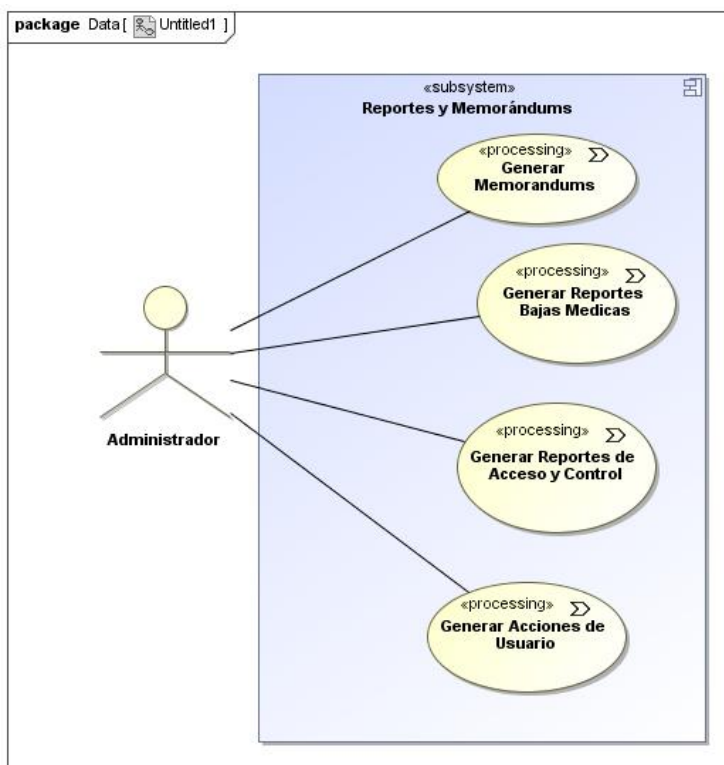 package Data [ Untitled1 ]
«subsystem»
Reportes y Memorándums
«processing»
Generar
Memorandums
«processing»
Generar Reportes
Bajas Medicas
«processing»
Generar Reportes de
Acceso y Control
«processing»
Generar Acciones de
Usuario
Administrador